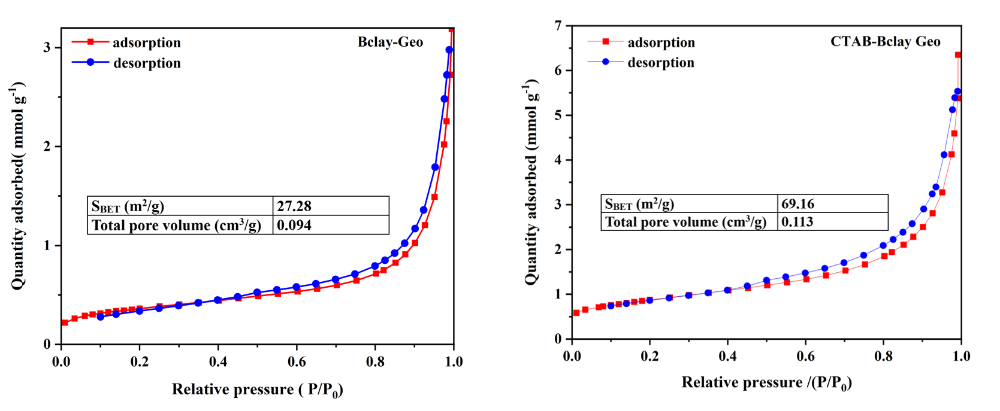 adsorption
desorption
Bclay-Geo
3
2
1
0
Quantity adsorbed( mmol g-1)
SBET (m2/g) 27.28
Total pore volume (cm3/g) 0.094
0.0 0.2 0.4 0.6 0.8 1.0
Relative pressure ( P/P0)
adsorption
desorption
CTAB-Bclay Geo
7
6
5
4
3
2
1
0
Quantity adsorbed (mmol g-1)
SBET (m2/g) 69.16
Total pore volume (cm3/g) 0.113
0.0 0.2 0.4 0.6 0.8 1.0
Relative pressure /(P/P0)